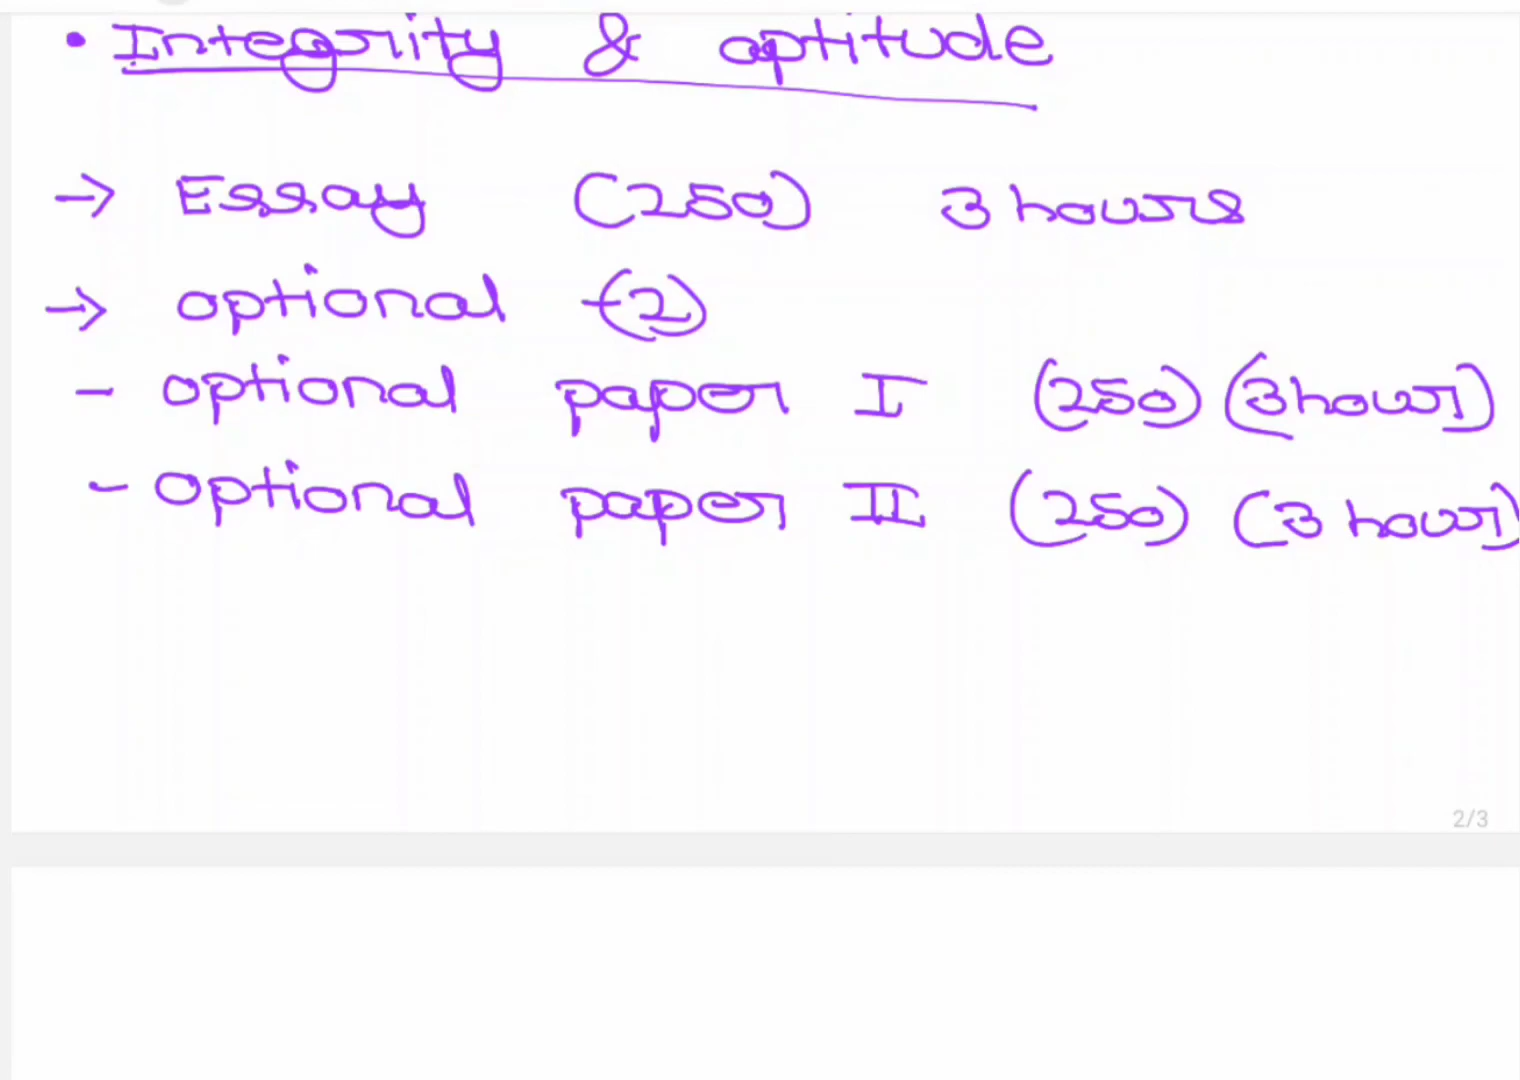 • Integrity & aptitude
→ Essay (250) 3 hours
→ optional (2)
- optional paper I (250) (3 hour)
- optional paper II (250) (3 hour)
2/3